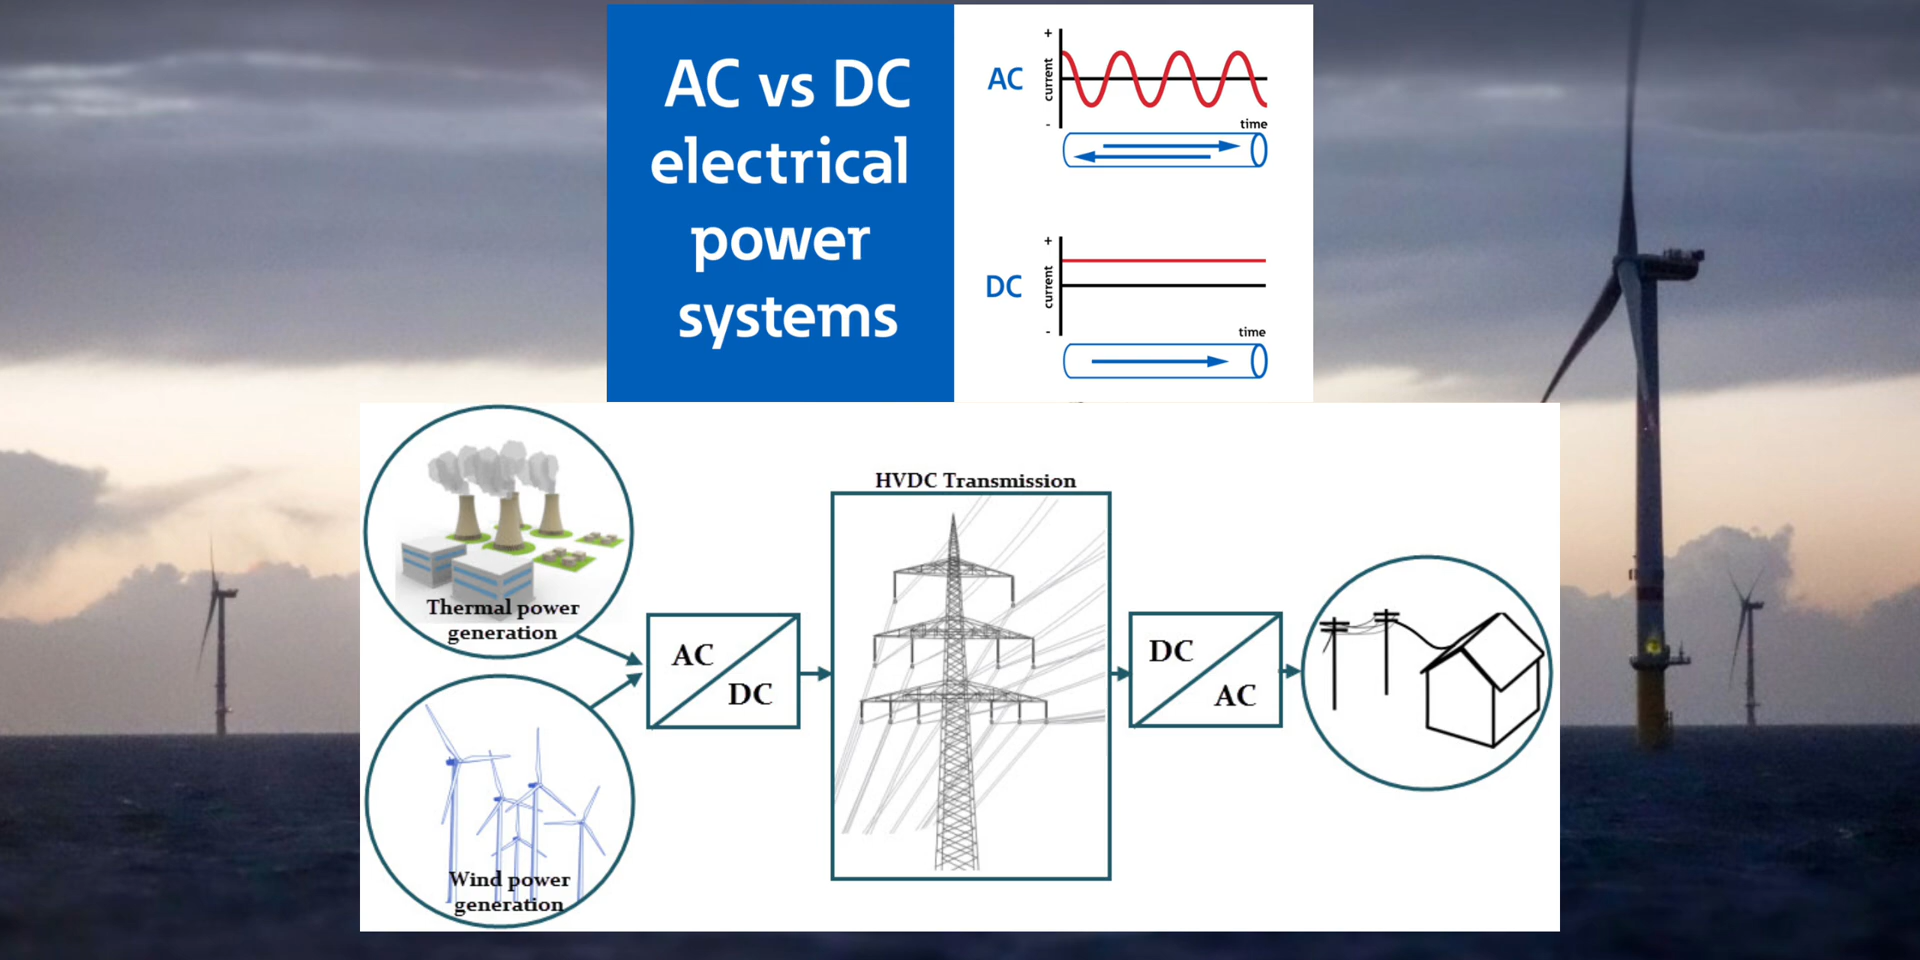 AC vs DC
electrical
power
systems
AC
+
current
-
time
DC
+
current
-
time
HVDC Transmission
Thermal power
generation
AC
DC
DC
AC
Wind power
generation